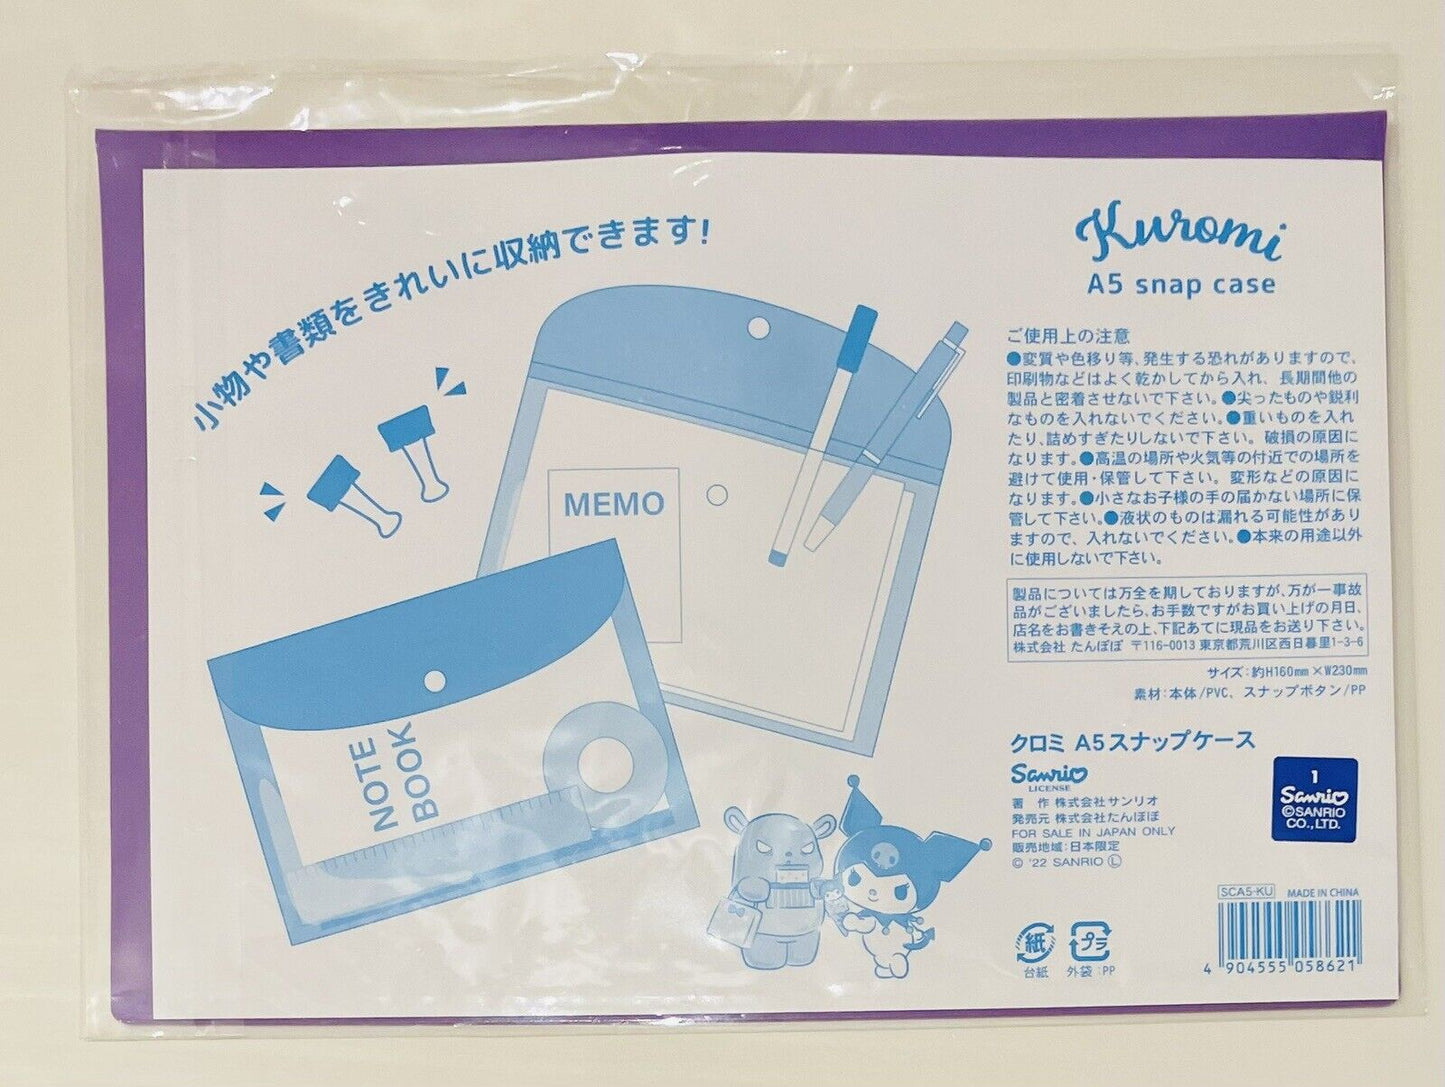 小物や書類をきれいに収納できます!
MEMO
NOTE
BOOK
Kuromi
A5 snap case
ご使用上の注意
●変質や色移り等、発生する恐れがありますので、
印刷物などはよく乾かしてから入れ、長期間他の
製品と密着させないで下さい。●尖ったものや鋭利
なものを入れないでください。●重いものを入れ
たり、詰めすぎたりしないで下さい。破損の原因に
なります。●高温の場所や火気等の付近での場所を
避けて使用・保管して下さい。変形などの原因に
なります。●小さなお子様の手の届かない場所に保
管して下さい。●液状のものは漏れる可能性があり
ますので、入れないでください。●本来の用途以外
に使用しないで下さい。
製品については万全を期しておりますが、万が一事故
品がございましたら、お手数ですがお買い上げの月日、
店名をお書きそえの上、下記あてに現品をお送り下さい。
株式会社 たんぽぽ 〒116-0013 東京都荒川区西日暮里1-3-6
サイズ:約H160mm×W230mm
素材:本体/PVC、スナップボタン/PP
クロミ A5スナップケース
Sanrio
LICENSE
著 作 株式会社サンリオ
発売元 株式会社たんぽぽ
FOR SALE IN JAPAN ONLY
販売地域:日本限定
© '22 SANRIO Ⓛ
1
Sanrio
©SANRIO
CO.,LTD.
紙
台紙
プラ
外袋:PP
SCA5-KU MADE IN CHINA
4 904555 058621